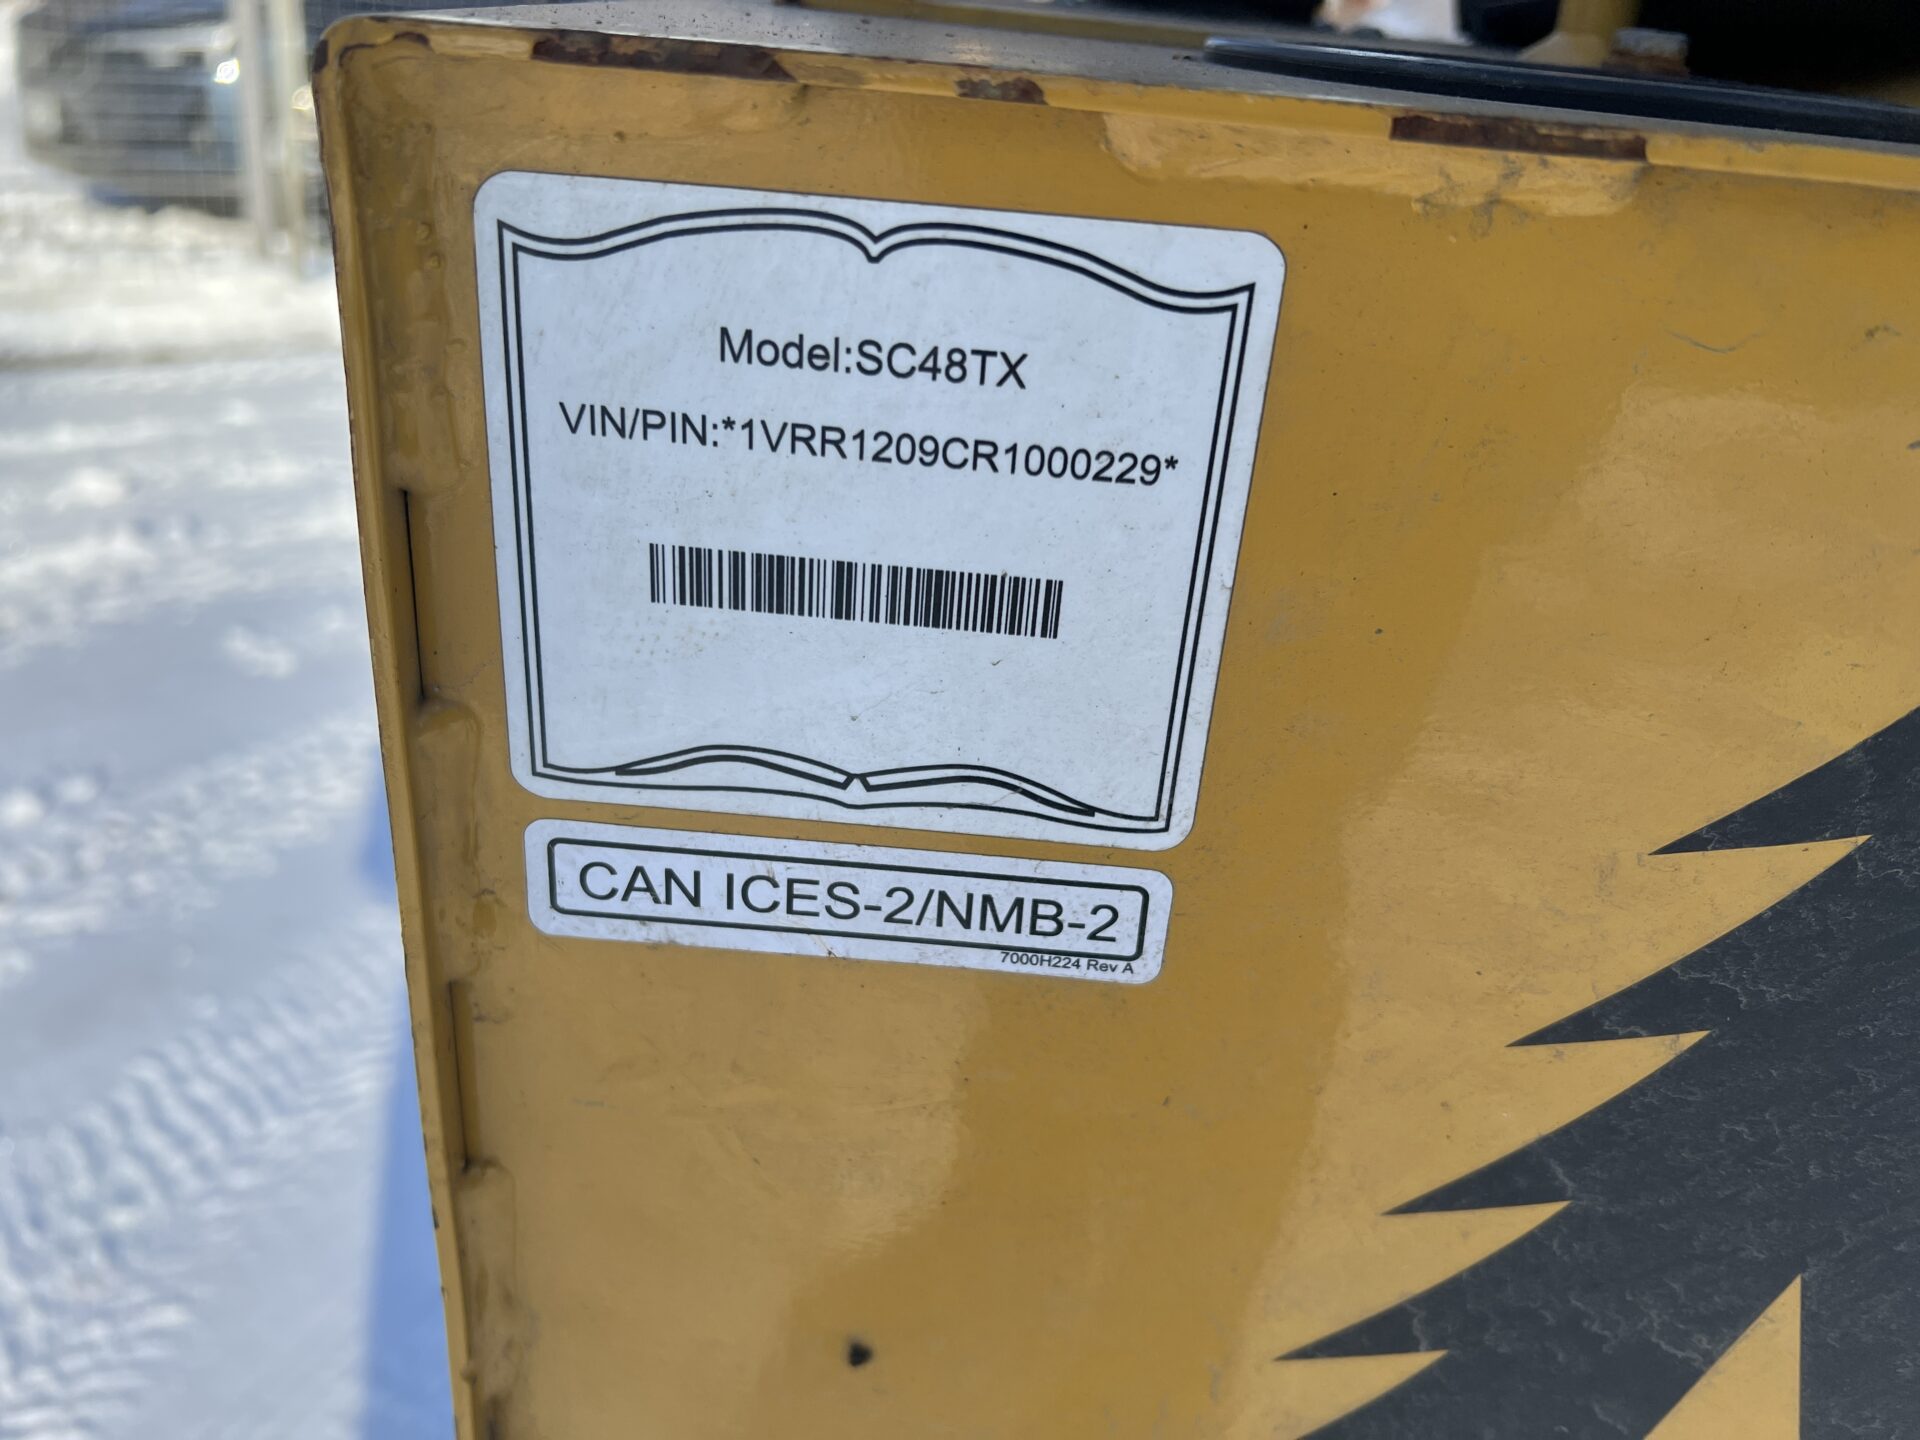 Model:SC48TX
VIN/PIN:*1VRR1209CR1000229*
CAN ICES-2/NMB-2
7000H224 Rev A